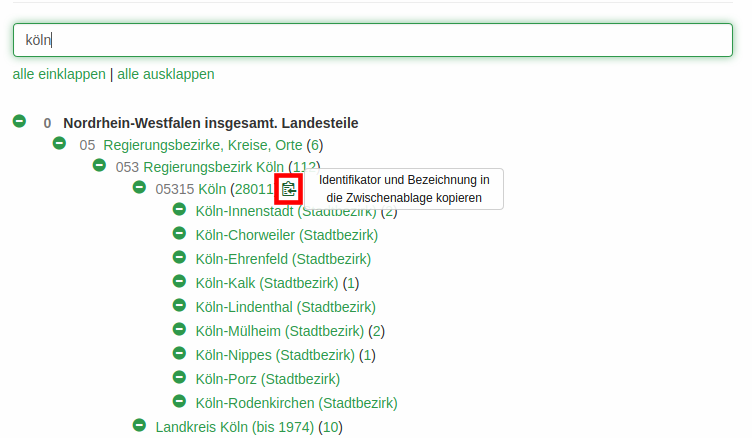 köln
alle einklappen | alle ausklappen
0 Nordrhein-Westfalen insgesamt. Landesteile
05 Regierungsbezirke, Kreise, Orte (6)
053 Regierungsbezirk Köln (112)
05315 Köln (28011
Identifikator und Bezeichnung in
die Zwischenablage kopieren
Köln-Innenstadt (Stadtbezirk) (2)
Köln-Chorweiler (Stadtbezirk)
Köln-Ehrenfeld (Stadtbezirk)
Köln-Kalk (Stadtbezirk) (1)
Köln-Lindenthal (Stadtbezirk)
Köln-Mülheim (Stadtbezirk) (2)
Köln-Nippes (Stadtbezirk) (1)
Köln-Porz (Stadtbezirk)
Köln-Rodenkirchen (Stadtbezirk)
Landkreis Köln (bis 1974) (10)